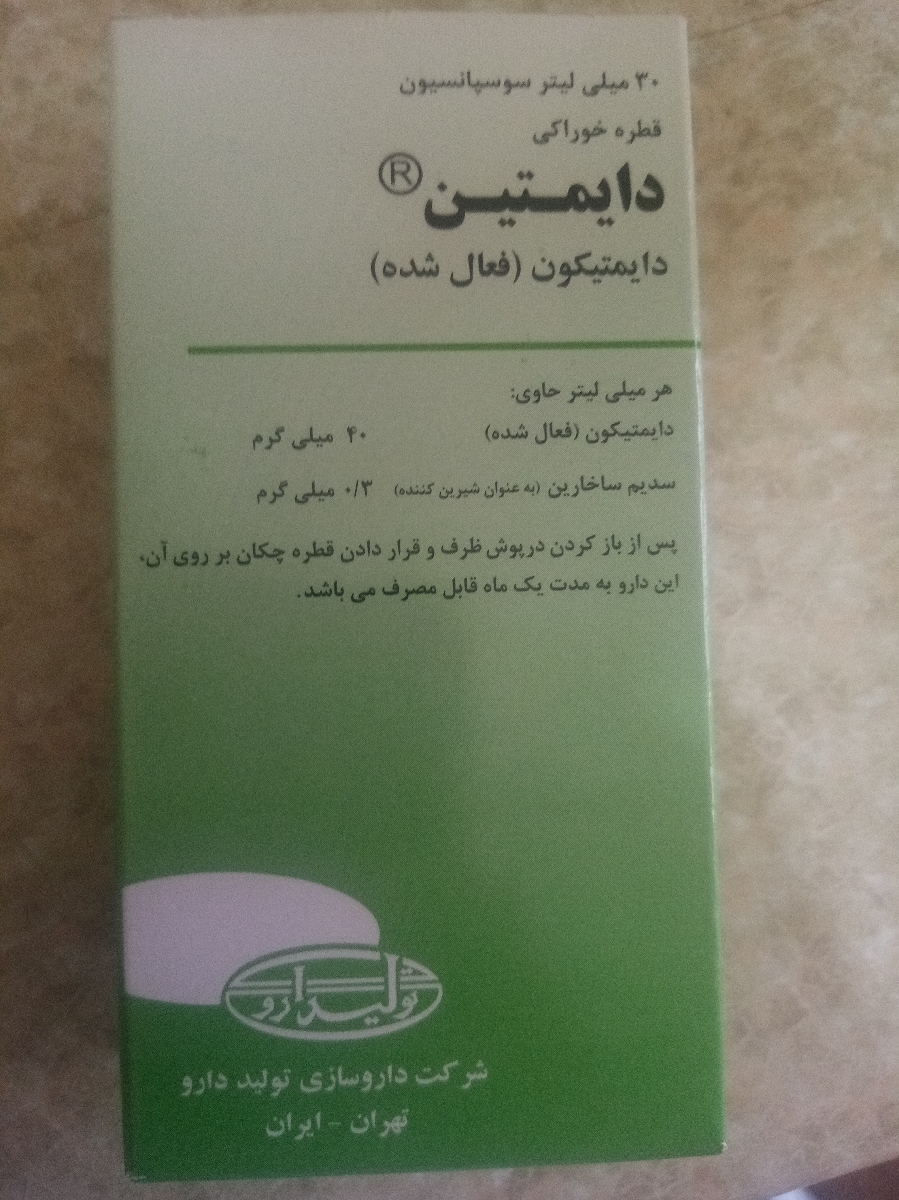 ۳۰ میلی لیتر سوسپانسیون
قطره خوراکی
دایمتین®
دایمتیکون (فعال شده)
هر میلی لیتر حاوی:
دایمتیکون (فعال شده) ۴۰ میلی گرم
سدیم ساخارین (به عنوان شیرین کننده) ۰/۳ میلی گرم
پس از باز کردن درپوش ظرف و قرار دادن قطره چکان بر روی آن،
این دارو به مدت یک ماه قابل مصرف می باشد.
تولیددارو
شرکت داروسازی تولید دارو
تهران - ایران